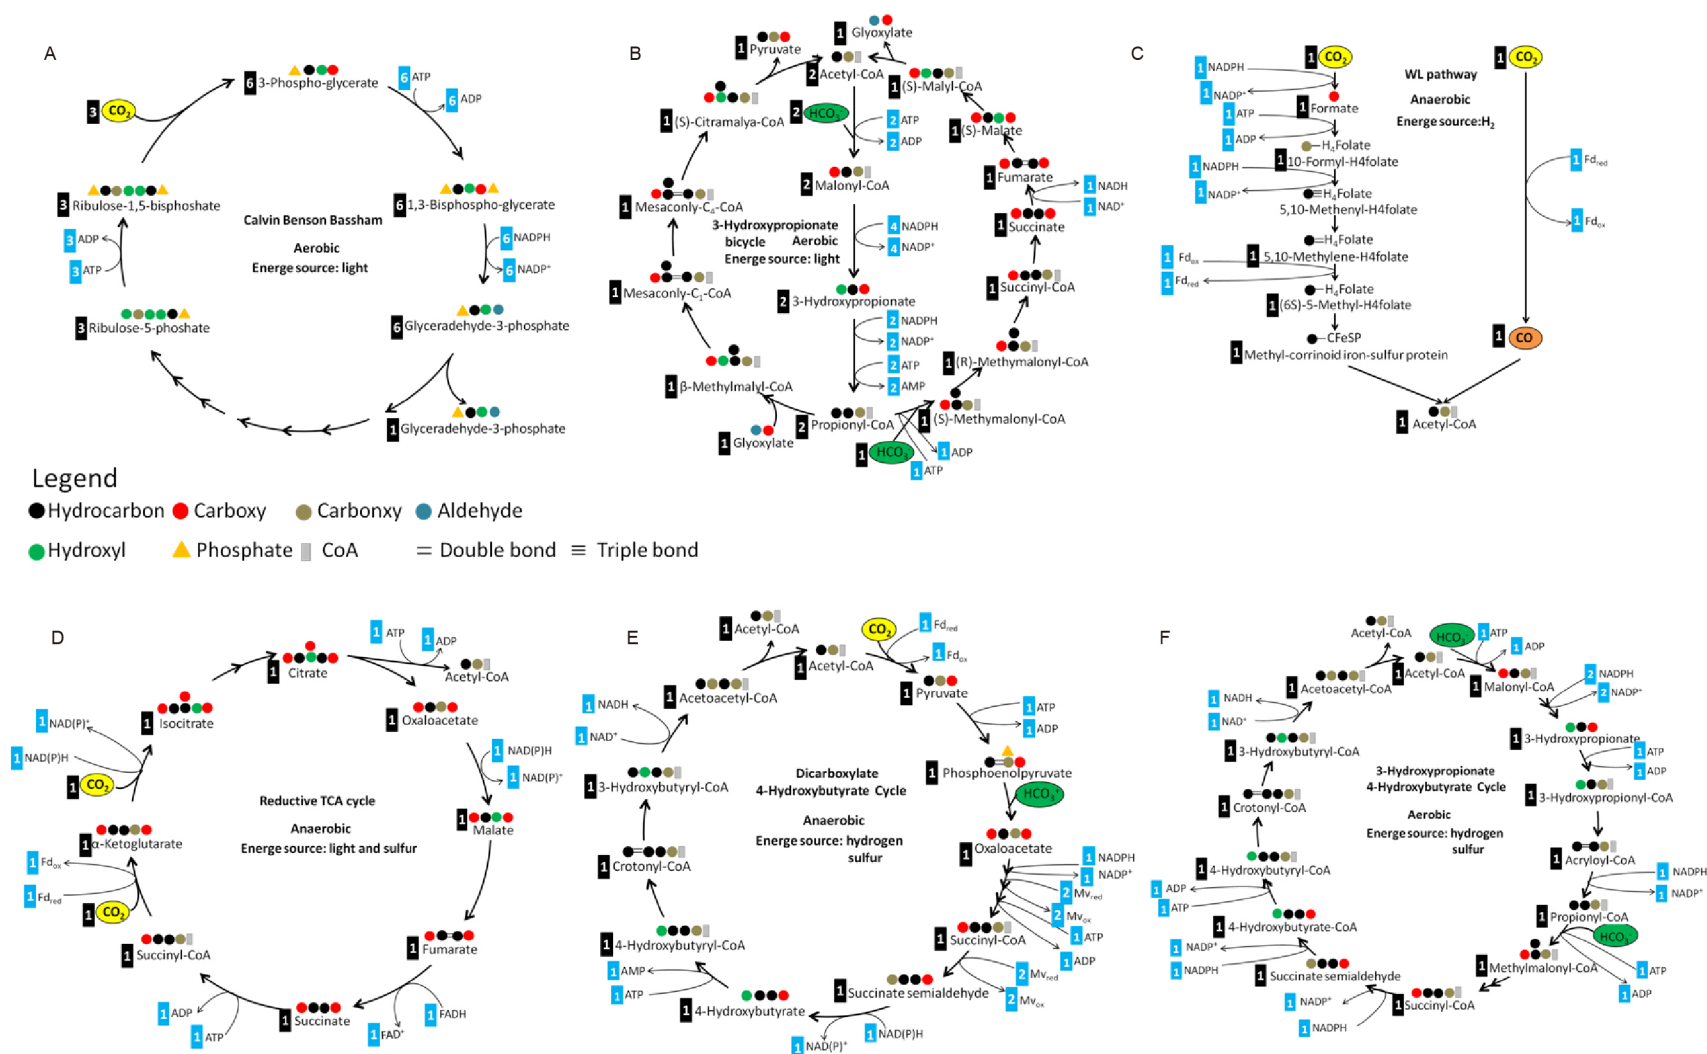 A
6 3-Phospho-glycerate
6 ATP
6 ADP
3 CO2
6 1,3-Bisphospho-glycerate
3 Ribulose-1,5-bisphoshate
Calvin Benson Bassham
Aerobic
Energe source: light
6 NADPH
6 NADP+
3 ADP
3 ATP
3 Ribulose-5-phoshate
6 Glyceradehyde-3-phosphate
1 Glyceradehyde-3-phosphate
B
1 Pyruvate
1 Glyoxylate
2 Acetyl-CoA
1 (S)-Malyl-CoA
1 (S)-Citramalya-CoA
2 HCO3-
2 ATP
2 ADP
1 (S)-Malate
2 Malonyl-CoA
1 Fumarate
1 NADH
1 NAD+
1 Mesaconly-C4-CoA
3-Hydroxypropionate
bicycle Aerobic
Energe source: light
4 NADPH
4 NADP+
1 Succinate
1 Mesaconly-C1-CoA
2 3-Hydroxypropionate
1 Succinyl-CoA
2 NADPH
2 NADP+
2 ATP
2 AMP
1 (R)-Methymalonyl-CoA
1 β-Methylmalyl-CoA
2 Propionyl-CoA
1 (S)-Methymalonyl-CoA
1 Glyoxylate
1 HCO3-
1 ADP
1 ATP
C
1 CO2
1 CO2
1 NADPH
1 NADP+
WL pathway
Anaerobic
Energe source:H2
1 Formate
1 ATP
1 ADP
H4Folate
1 10-Formyl-H4folate
1 NADPH
1 NADP+
H4Folate
5,10-Methenyl-H4folate
1 Fdred
1 Fdox
H4Folate
1 5,10-Methylene-H4folate
1 Fdox
1 Fdred
H4Folate
1 (6S)-5-Methyl-H4folate
CFeSP
1 Methyl-corrinoid iron-sulfur protein
1 CO
1 Acetyl-CoA
Legend
Hydrocarbon Carboxy Carbonxy Aldehyde
Hydroxyl Phosphate CoA Double bond Triple bond
D
1 ATP
1 ADP
1 Citrate
1 Acetyl-CoA
1 Isocitrate
1 Oxaloacetate
1 NAD(P)+
1 NAD(P)H
1 CO2
1 NAD(P)H
1 NAD(P)+
Reductive TCA cycle
Anaerobic
Energe source: light and sulfur
1 Malate
1 α-Ketoglutarate
1 Fdox
1 Fdred
1 CO2
1 Succinyl-CoA
1 Fumarate
1 ADP
1 ATP
1 Succinate
1 FAD+
1 FADH
E
1 Acetyl-CoA
CO2
1 Fdred
1 Fdox
1 Acetyl-CoA
1 Acetoacetyl-CoA
1 Pyruvate
1 NADH
1 NAD+
1 ATP
1 ADP
1 3-Hydroxybutyryl-CoA
Dicarboxylate
4-Hydroxybutyrate Cycle
Anaerobic
Energe source: hydrogen
sulfur
1 Phosphoenolpyruvate
HCO3+
1 Oxaloacetate
1 Crotonyl-CoA
1 NADPH
1 NADP+
2 Mvred
2 Mvox
1 ATP
1 ADP
1 4-Hydroxybutyryl-CoA
1 Succinyl-CoA
2 Mvred
2 Mvox
1 AMP
1 ATP
1 Succinate semialdehyde
1 4-Hydroxybutyrate
1 NAD(P)+
1 NAD(P)H
F
Acetyl-CoA
HCO3-
1 ATP
1 ADP
1 Acetoacetyl-CoA
1 Acetyl-CoA
1 Malonyl-CoA
2 NADPH
2 NADP+
1 NADH
1 NAD+
1 3-Hydroxybutyryl-CoA
1 3-Hydroxypropionate
1 ATP
1 ADP
3-Hydroxypropionate
4-Hydroxybutyrate Cycle
Aerobic
Energe source: hydrogen
sulfur
1 3-Hydroxypropionyl-CoA
1 Crotonyl-CoA
1 Acryloyl-CoA
1 NADPH
1 NADP+
1 4-Hydroxybutyryl-CoA
1 ADP
1 ATP
1 Propionyl-CoA
HCO3-
1 4-Hydroxybutyrate-CoA
1 NADP+
1 NADPH
1 Methylmalonyl-CoA
1 ATP
1 ADP
1 Succinate semialdehyde
1 Succinyl-CoA
1 NADP+
1 NADPH